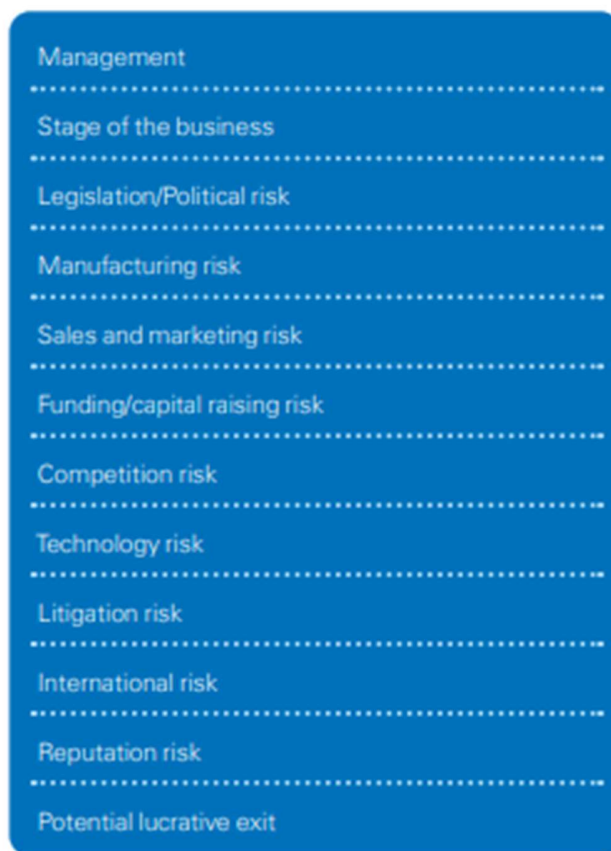 Management
Stage of the business
Legislation/Political risk
Manufacturing risk
Sales and marketing risk
Funding/capital raising risk
Competition risk
Technology risk
Litigation risk
International risk
Reputation risk
Potential lucrative exit